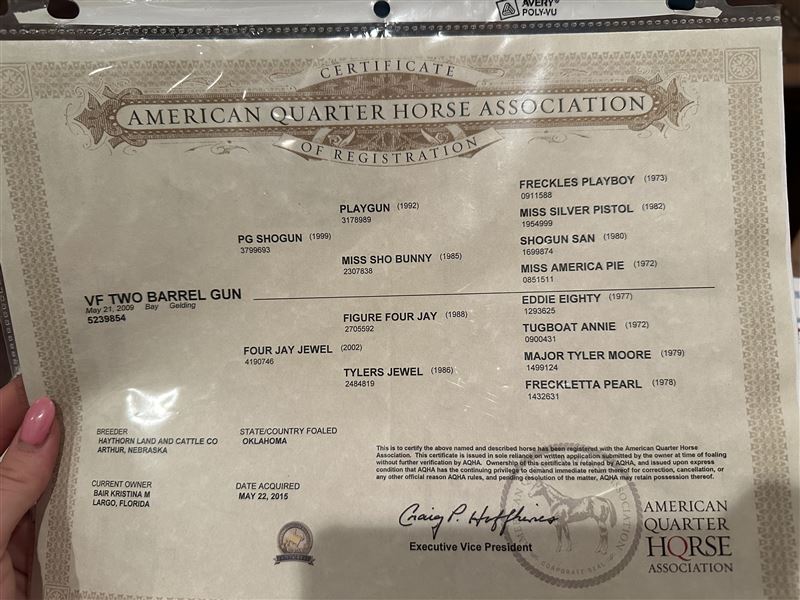 AVERY
POLY-VU
CERTIFICATE
AMERICAN QUARTER HORSE ASSOCIATION
OF REGISTRATION
FRECKLES PLAYBOY (1973)
0911588
PLAYGUN (1992)
3178989
MISS SILVER PISTOL (1982)
1954999
PG SHOGUN (1999)
3799693
SHOGUN SAN (1980)
1699874
MISS SHO BUNNY (1985)
2307838
MISS AMERICA PIE (1972)
0851511
VF TWO BARREL GUN
May 21, 2009 Bay Gelding
5239854
EDDIE EIGHTY (1977)
1293625
FIGURE FOUR JAY (1988)
2705592
TUGBOAT ANNIE (1972)
0900431
FOUR JAY JEWEL (2002)
4190746
MAJOR TYLER MOORE (1979)
1499124
TYLERS JEWEL (1986)
2484819
FRECKLETTA PEARL (1978)
1432631
BREEDER
HAYTHORN LAND AND CATTLE CO
ARTHUR, NEBRASKA
STATE/COUNTRY FOALED
OKLAHOMA
CURRENT OWNER
BAIR KRISTINA M
LARGO, FLORIDA
DATE ACQUIRED
MAY 22, 2015
This is to certify the above named and described horse has been registered with the American Quarter Horse
Association. This certificate is issued in sole reliance on written application submitted by the owner at time of foaling
without further verification by AQHA. Ownership of this certificate is retained by AQHA, and issued upon express
condition that AQHA has the continuing privilege to demand immediate return thereof for correction, cancellation, or
any other official reason AQHA rules, and pending resolution of the matter, AQHA may retain possession thereof.
Craig P. Huffhines
Executive Vice President
CORPORATE SEAL
ENROLLED
AMERICAN
QUARTER
HORSE
ASSOCIATION